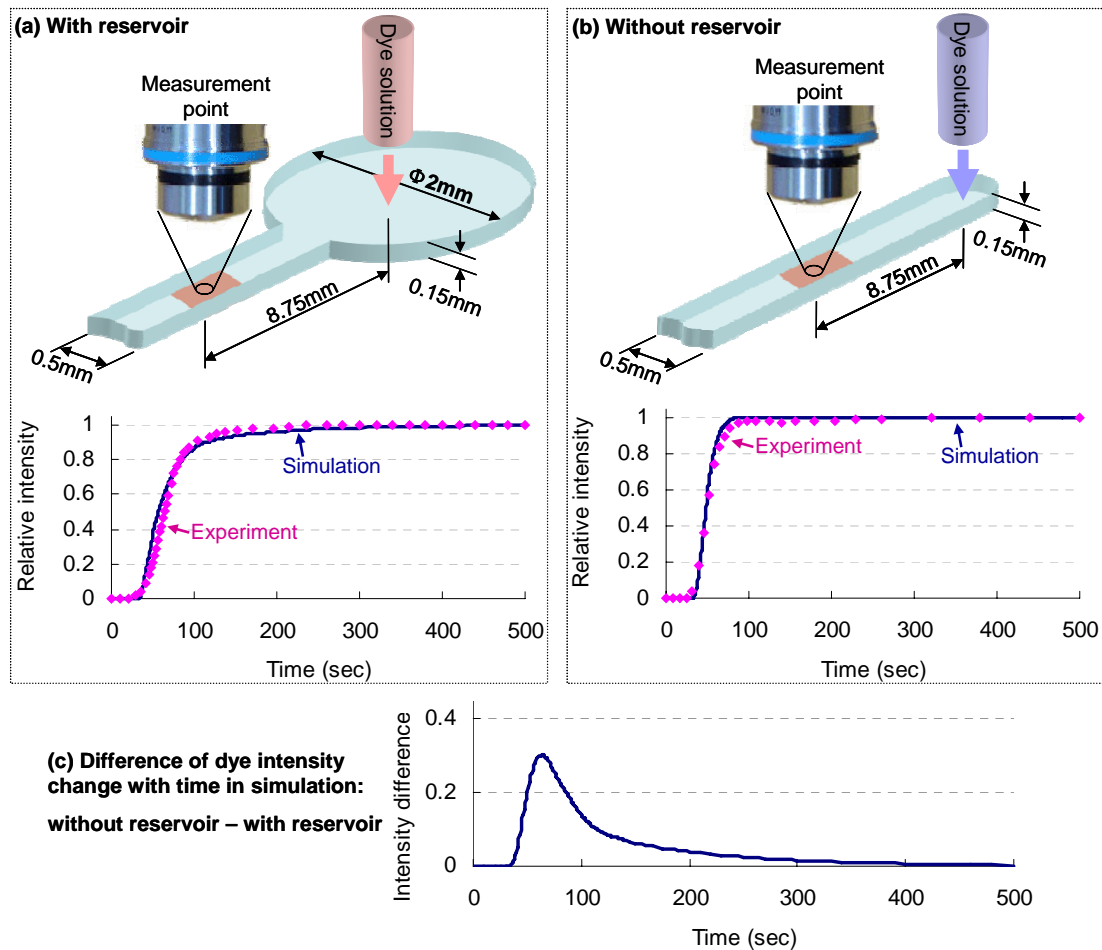 (a) With reservoir
Dye solution
Measurement
point
Φ2mm
0.15mm
8.75mm
0.5mm
Relative intensity
1
0.8
0.6
0.4
0.2
0
Simulation
Experiment
0 100 200 300 400 500
Time (sec)
(b) Without reservoir
Dye solution
Measurement
point
0.15mm
8.75mm
0.5mm
Relative intensity
1
0.8
0.6
0.4
0.2
0
Experiment
Simulation
0 100 200 300 400 500
Time (sec)
(c) Difference of dye intensity
change with time in simulation:
without reservoir – with reservoir
Intensity difference
0.4
0.2
0
0 100 200 300 400 500
Time (sec)